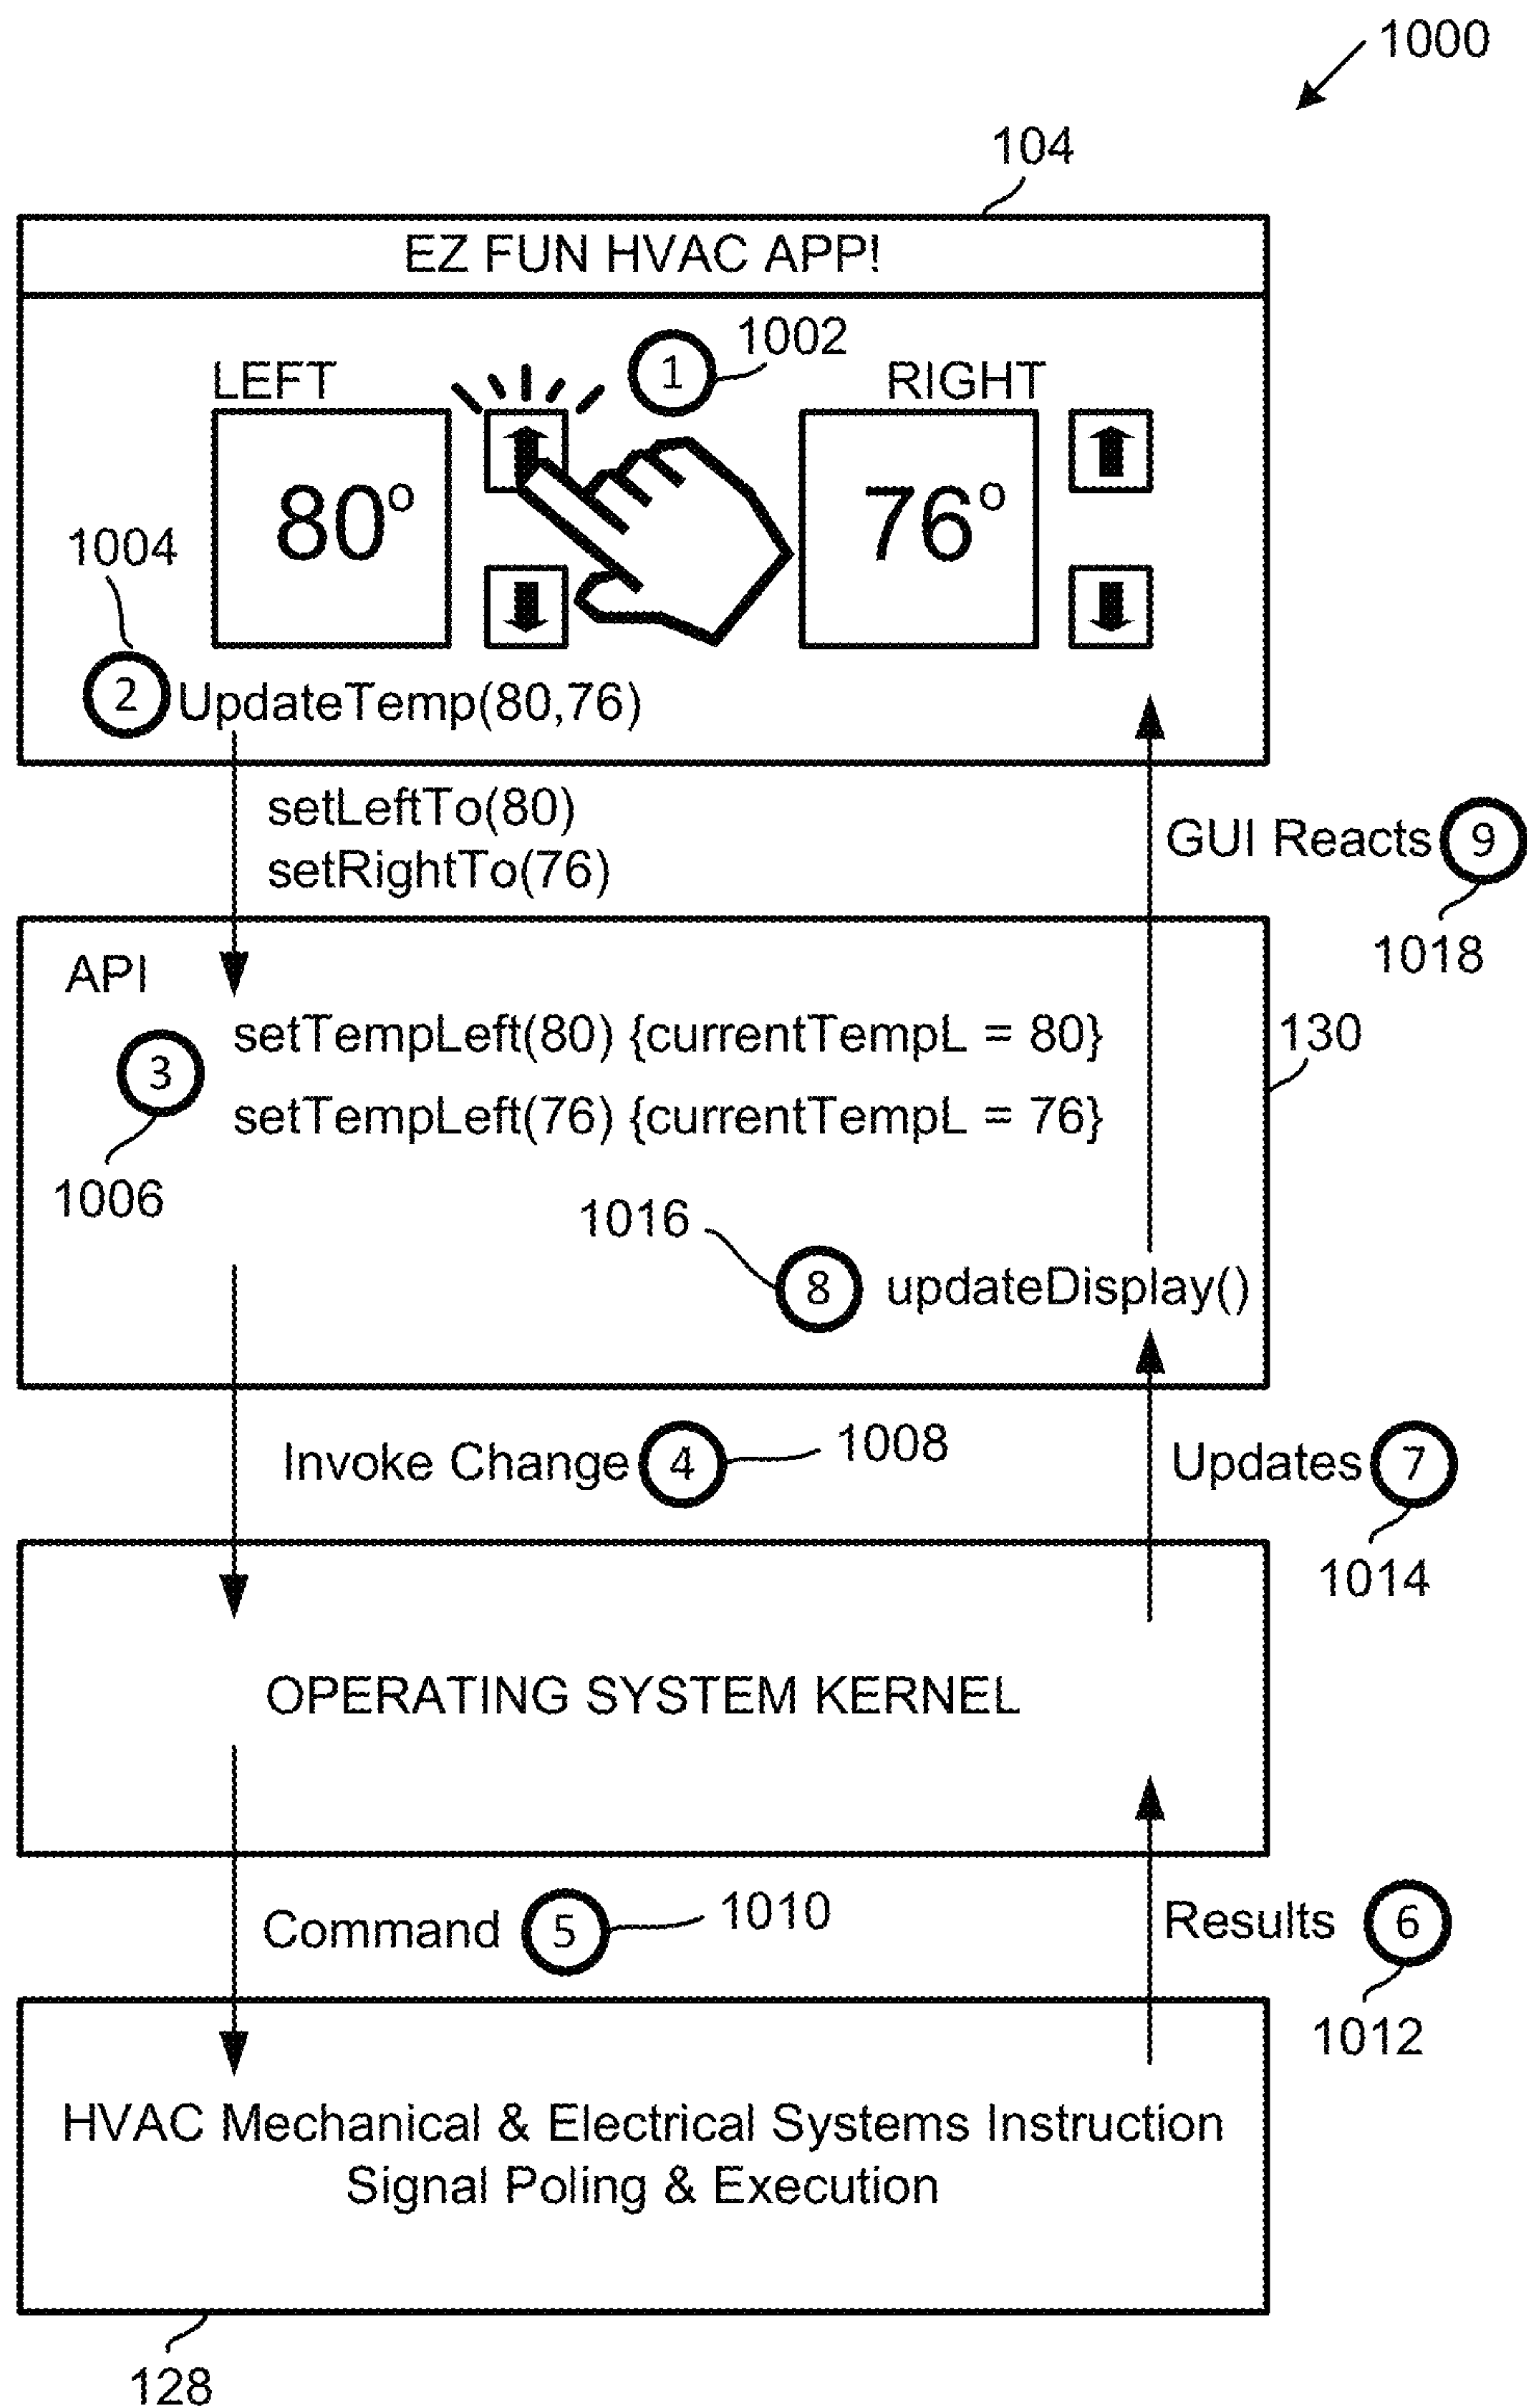 1000
104
EZ FUN HVAC APP!
1 1002
LEFT
RIGHT
80°
76°
1004
2 UpdateTemp(80,76)
setLeftTo(80)
setRightTo(76)
GUI Reacts 9
1018
API
3
setTempLeft(80) {currentTempL = 80}
setTempLeft(76) {currentTempL = 76}
130
1006
1016
8 updateDisplay()
Invoke Change 4 1008
Updates 7
1014
OPERATING SYSTEM KERNEL
Command 5 1010
Results 6
1012
HVAC Mechanical & Electrical Systems Instruction
Signal Poling & Execution
128